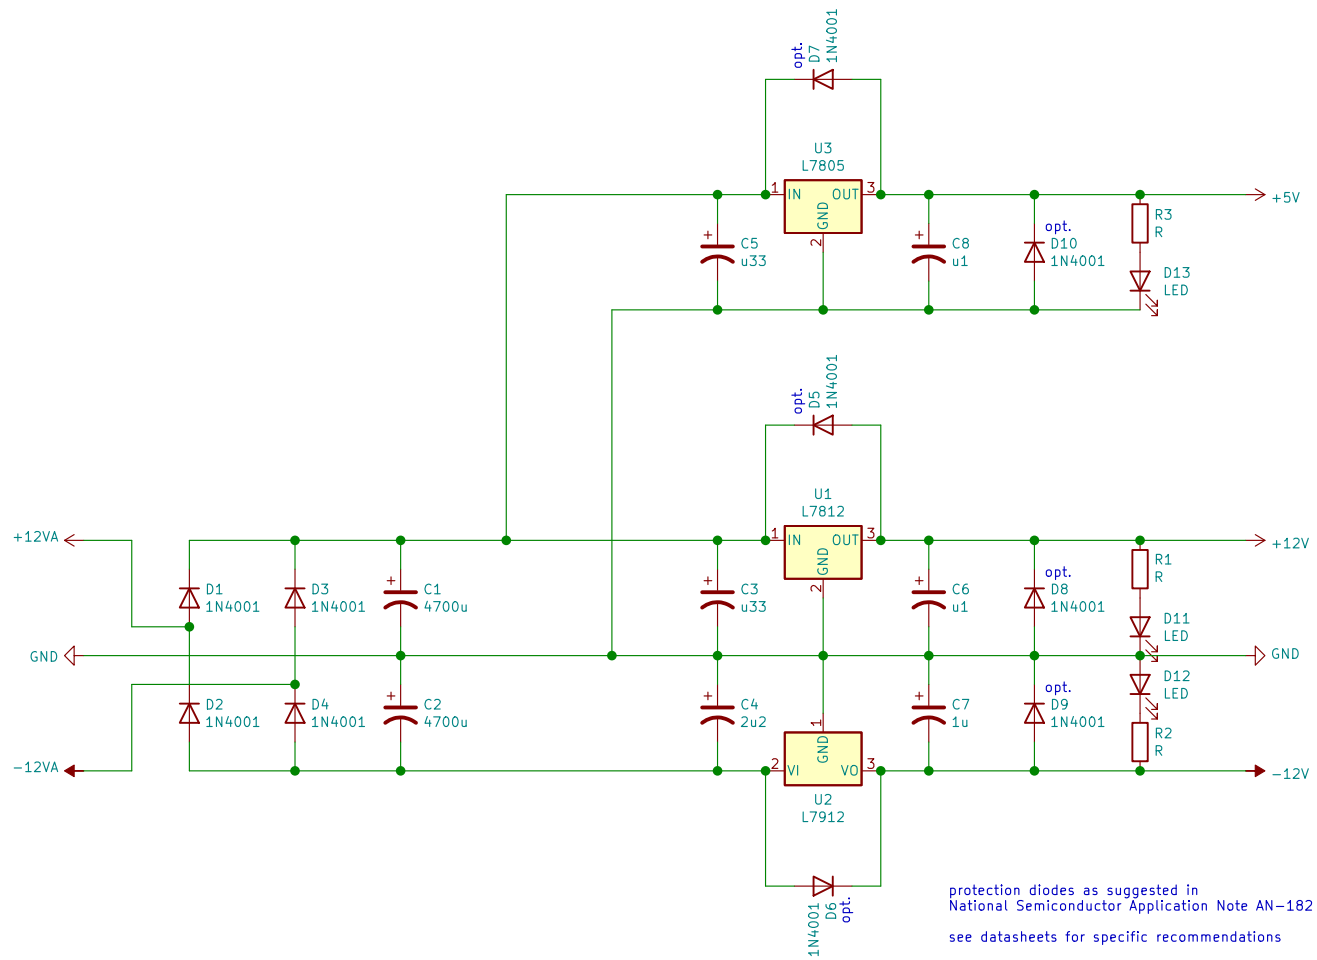 opt.
D7
1N4001
U3
L7805
1
IN
OUT
3
GND
2
+5V
+
C5
u33
+
C8
u1
opt.
D10
1N4001
R3
R
D13
LED
opt.
D5
1N4001
U1
L7812
1
IN
OUT
3
GND
2
+12VA
+12V
D1
1N4001
D3
1N4001
+
C1
4700u
+
C3
u33
+
C6
u1
opt.
D8
1N4001
R1
R
D11
LED
GND
GND
D2
1N4001
D4
1N4001
+
C2
4700u
+
C4
2u2
+
C7
1u
opt.
D9
1N4001
D12
LED
R2
R
1
GND
2
VI
VO
3
-12VA
-12V
U2
L7912
1N4001
D6
opt.
protection diodes as suggested in
National Semiconductor Application Note AN-182
see datasheets for specific recommendations